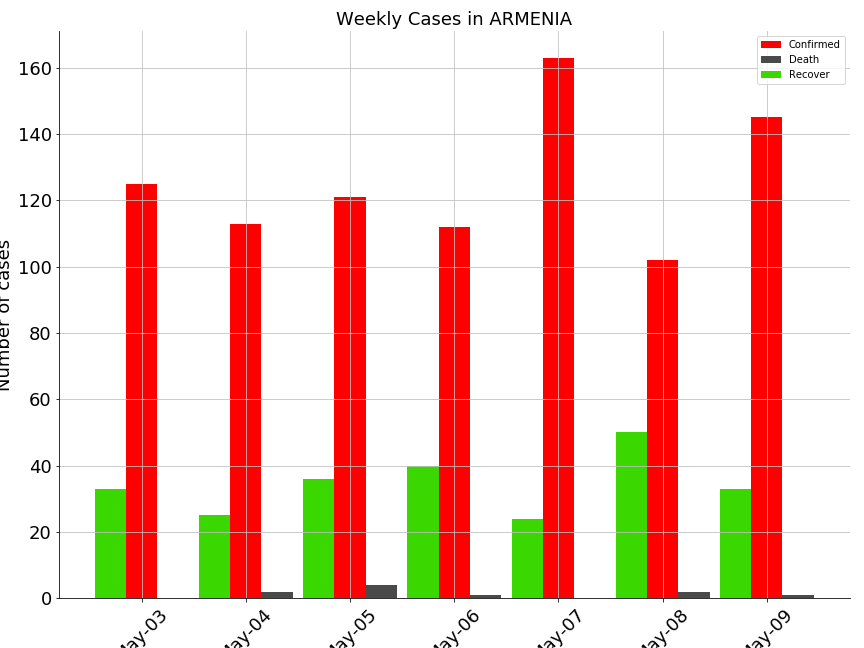 Weekly Cases in ARMENIA
Confirmed
Death
Recover
Number of cases
160
140
120
100
80
60
40
20
0
May-03
May-04
May-05
May-06
May-07
May-08
May-09